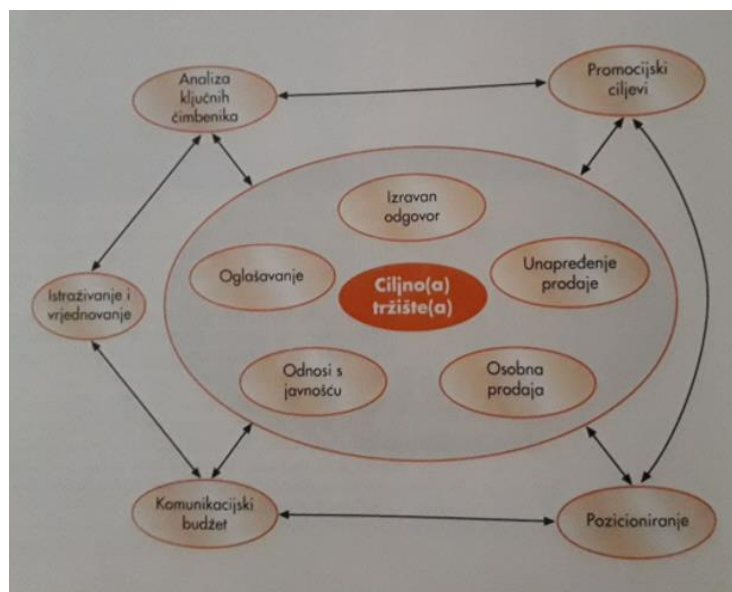 Analiza
ključnih
čimbenika
Promocijski
ciljevi
Izravan
odgovor
Oglašavanje
Ciljno(a)
tržište(a)
Unapređenje
prodaje
Istraživanje i
vrjednovanje
Odnosi s
javnošću
Osobna
prodaja
Komunikacijski
budžet
Pozicioniranje